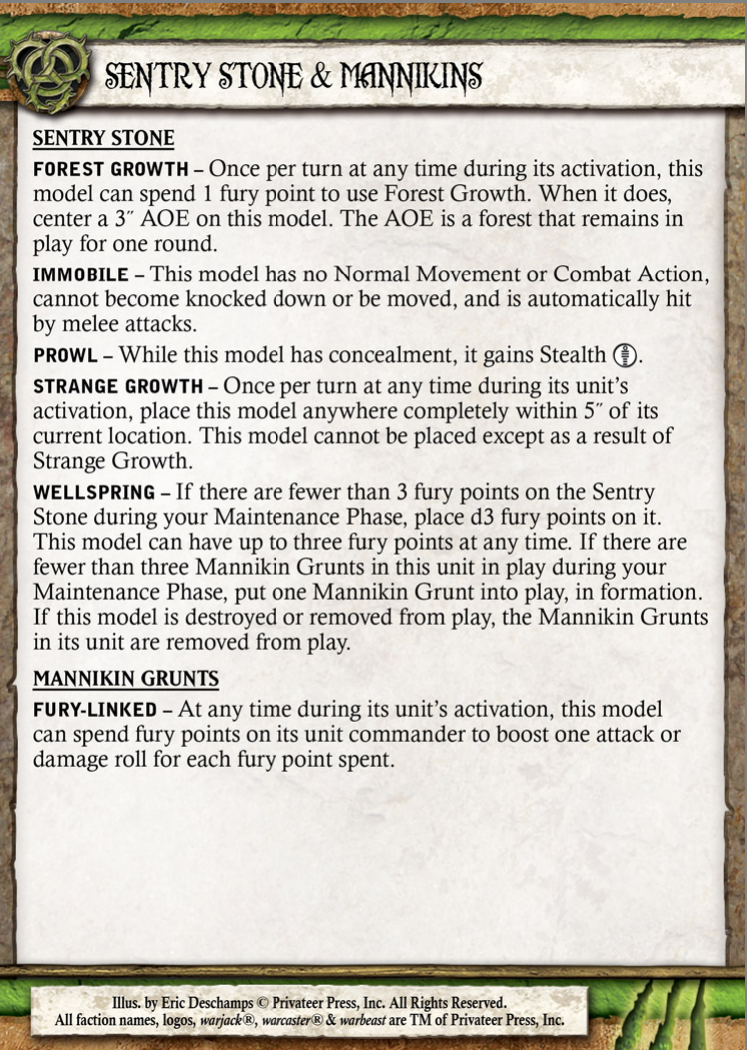 SENTRY STONE & MANNIKINS
SENTRY STONE
FOREST GROWTH – Once per turn at any time during its activation, this
model can spend 1 fury point to use Forest Growth. When it does,
center a 3˝ AOE on this model. The AOE is a forest that remains in
play for one round.
IMMOBILE – This model has no Normal Movement or Combat Action,
cannot become knocked down or be moved, and is automatically hit
by melee attacks.
PROWL – While this model has concealment, it gains Stealth .
STRANGE GROWTH – Once per turn at any time during its unit's
activation, place this model anywhere completely within 5˝ of its
current location. This model cannot be placed except as a result of
Strange Growth.
WELLSPRING – If there are fewer than 3 fury points on the Sentry
Stone during your Maintenance Phase, place d3 fury points on it.
This model can have up to three fury points at any time. If there are
fewer than three Mannikin Grunts in this unit in play during your
Maintenance Phase, put one Mannikin Grunt into play, in formation.
If this model is destroyed or removed from play, the Mannikin Grunts
in its unit are removed from play.
MANNIKIN GRUNTS
FURY-LINKED – At any time during its unit's activation, this model
can spend fury points on its unit commander to boost one attack or
damage roll for each fury point spent.
Illus. by Eric Deschamps © Privateer Press, Inc. All Rights Reserved.
All faction names, logos, warjack®, warcaster® & warbeast are TM of Privateer Press, Inc.